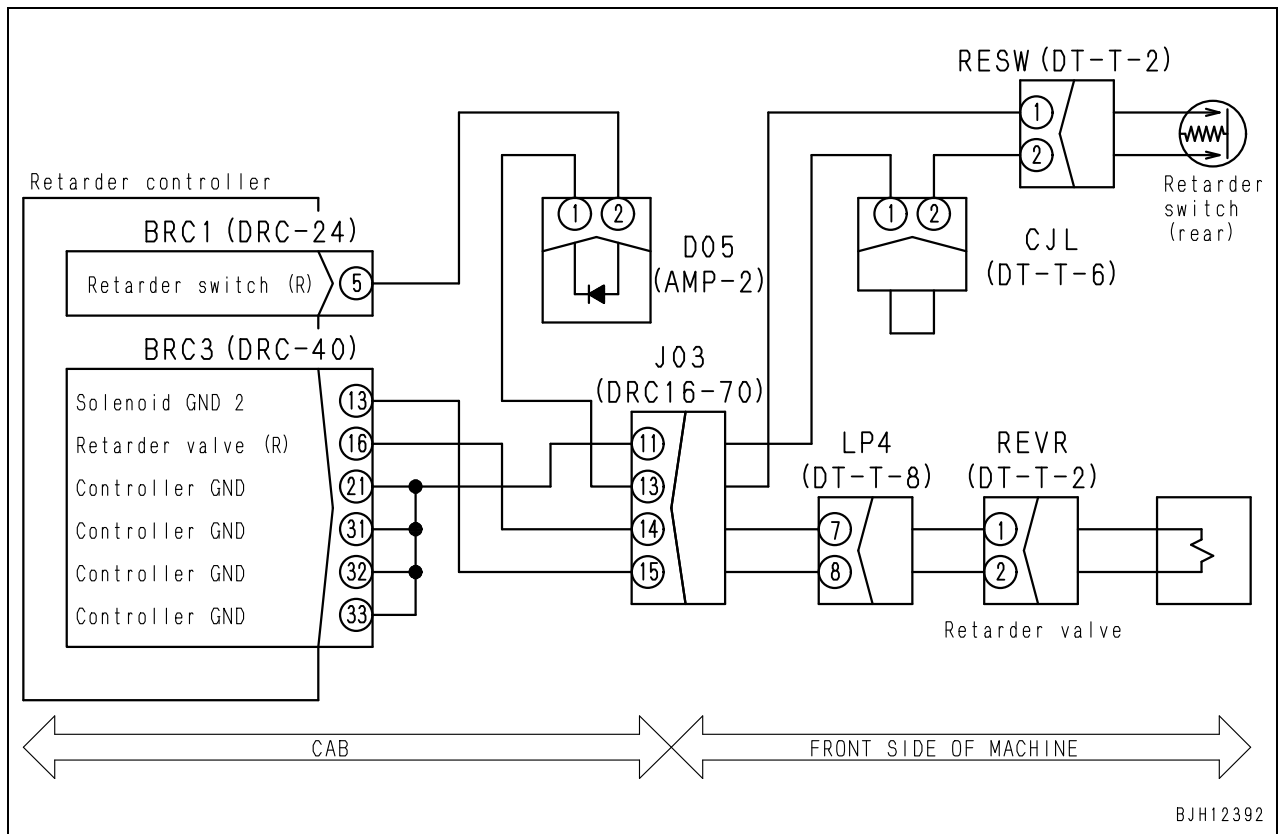 RESW (DT-T-2)
1
2
Retarder
switch
(rear)
Retarder controller
BRC1 (DRC-24)
Retarder switch (R)
5
1
2
D05
(AMP-2)
1
2
CJL
(DT-T-6)
BRC3 (DRC-40)
Solenoid GND 2
13
Retarder valve (R)
16
Controller GND
21
Controller GND
31
Controller GND
32
Controller GND
33
J03
(DRC16-70)
11
13
14
15
LP4
(DT-T-8)
7
8
REVR
(DT-T-2)
1
2
Retarder valve
CAB
FRONT SIDE OF MACHINE
BJH12392